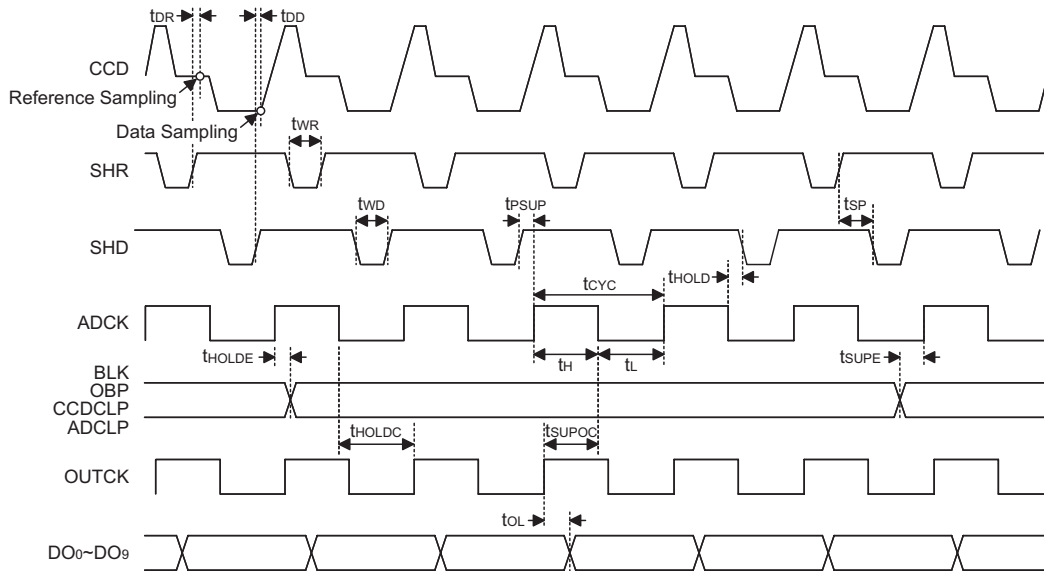 tDR
tDD
CCD
Reference Sampling
Data Sampling
tWR
SHR
tWD
tPSUP
tSP
SHD
tHOLD
tCYC
ADCK
tHOLDE
tH
tL
tSUPE
BLK
OBP
CCDCLP
ADCLP
tHOLDC
tSUPOC
OUTCK
tOL
DO0~DO9